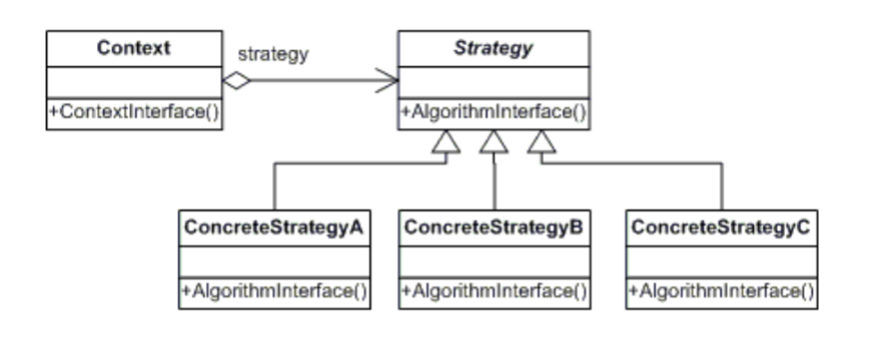 Context
strategy
Strategy
+ContextInterface()
+AlgorithmInterface()
ConcreteStrategyA
ConcreteStrategyB
ConcreteStrategyC
+AlgorithmInterface()
+AlgorithmInterface()
+AlgorithmInterface()